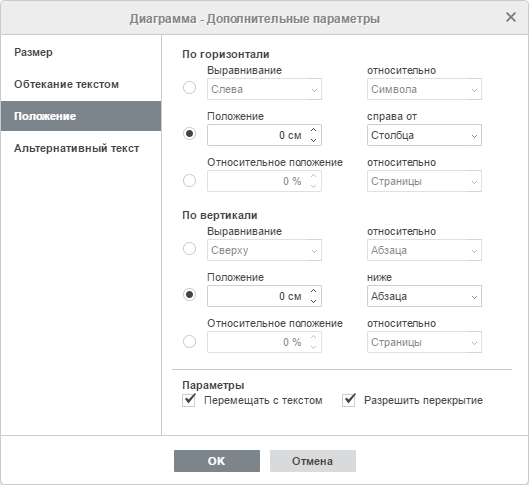 Диаграмма - Дополнительные параметры
Размер
Обтекание текстом
Положение
Альтернативный текст
По горизонтали
Выравнивание относительно
Слева Символа
Положение справа от
0 см Столбца
Относительное положение относительно
0 % Страницы
По вертикали
Выравнивание относительно
Сверху Абзаца
Положение ниже
0 см Абзаца
Относительное положение относительно
0 % Страницы
Параметры
Перемещать с текстом Разрешить перекрытие
OK Отмена